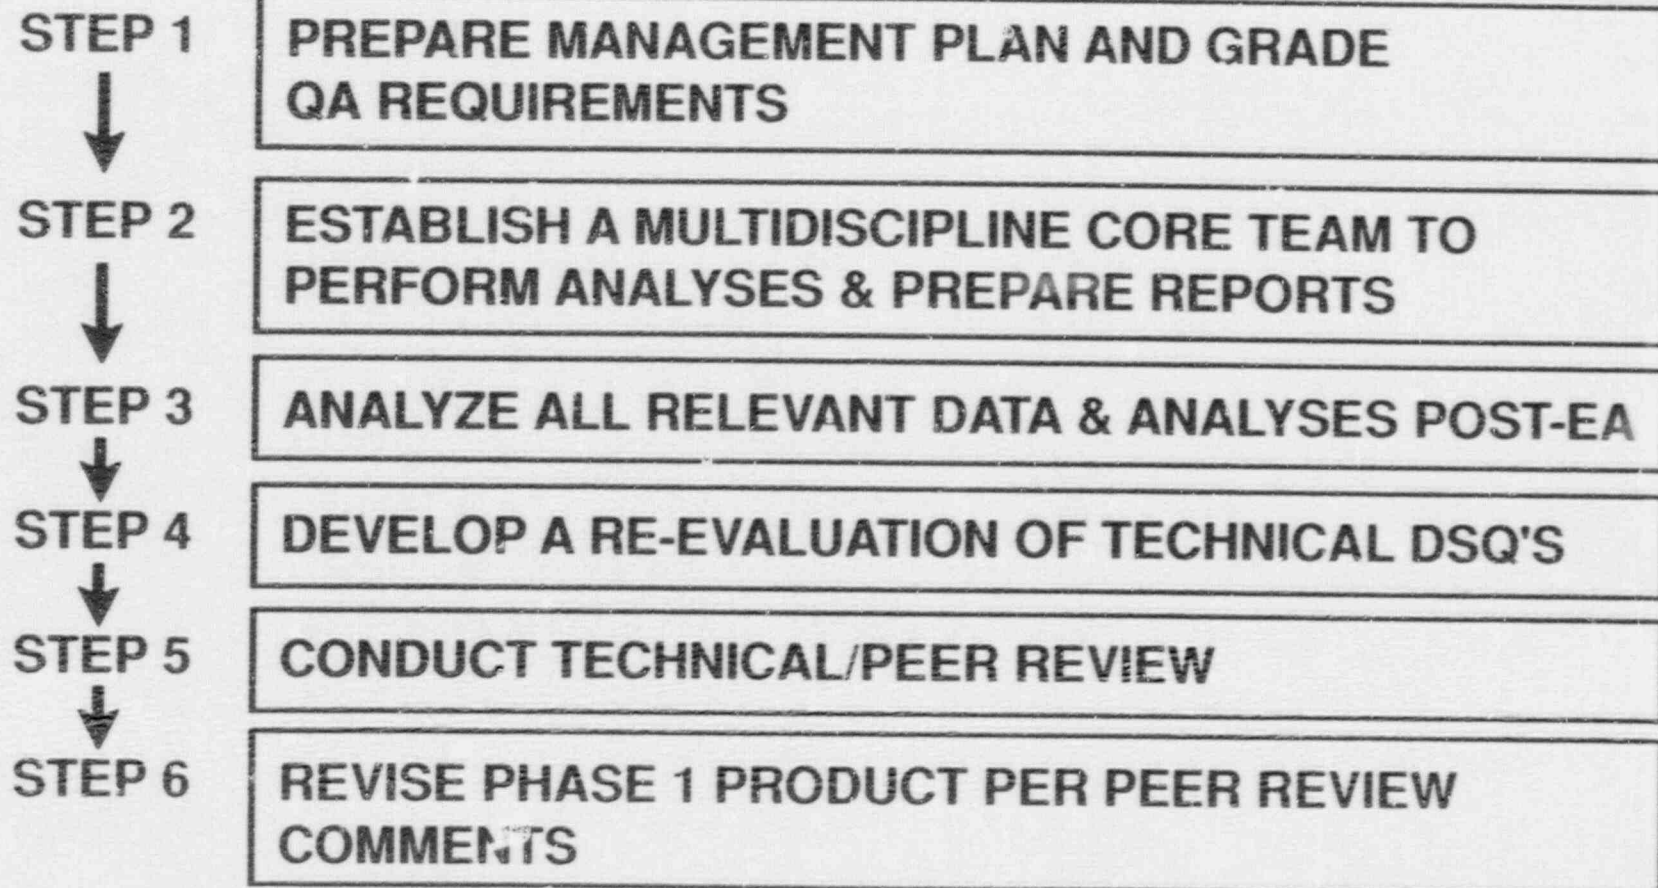 STEP 1
PREPARE MANAGEMENT PLAN AND GRADE
QA REQUIREMENTS
STEP 2
ESTABLISH A MULTIDISCIPLINE CORE TEAM TO
PERFORM ANALYSES & PREPARE REPORTS
STEP 3
ANALYZE ALL RELEVANT DATA & ANALYSES POST-EA
STEP 4
DEVELOP A RE-EVALUATION OF TECHNICAL DSQ'S
STEP 5
CONDUCT TECHNICAL/PEER REVIEW
STEP 6
REVISE PHASE 1 PRODUCT PER PEER REVIEW
COMMENTS